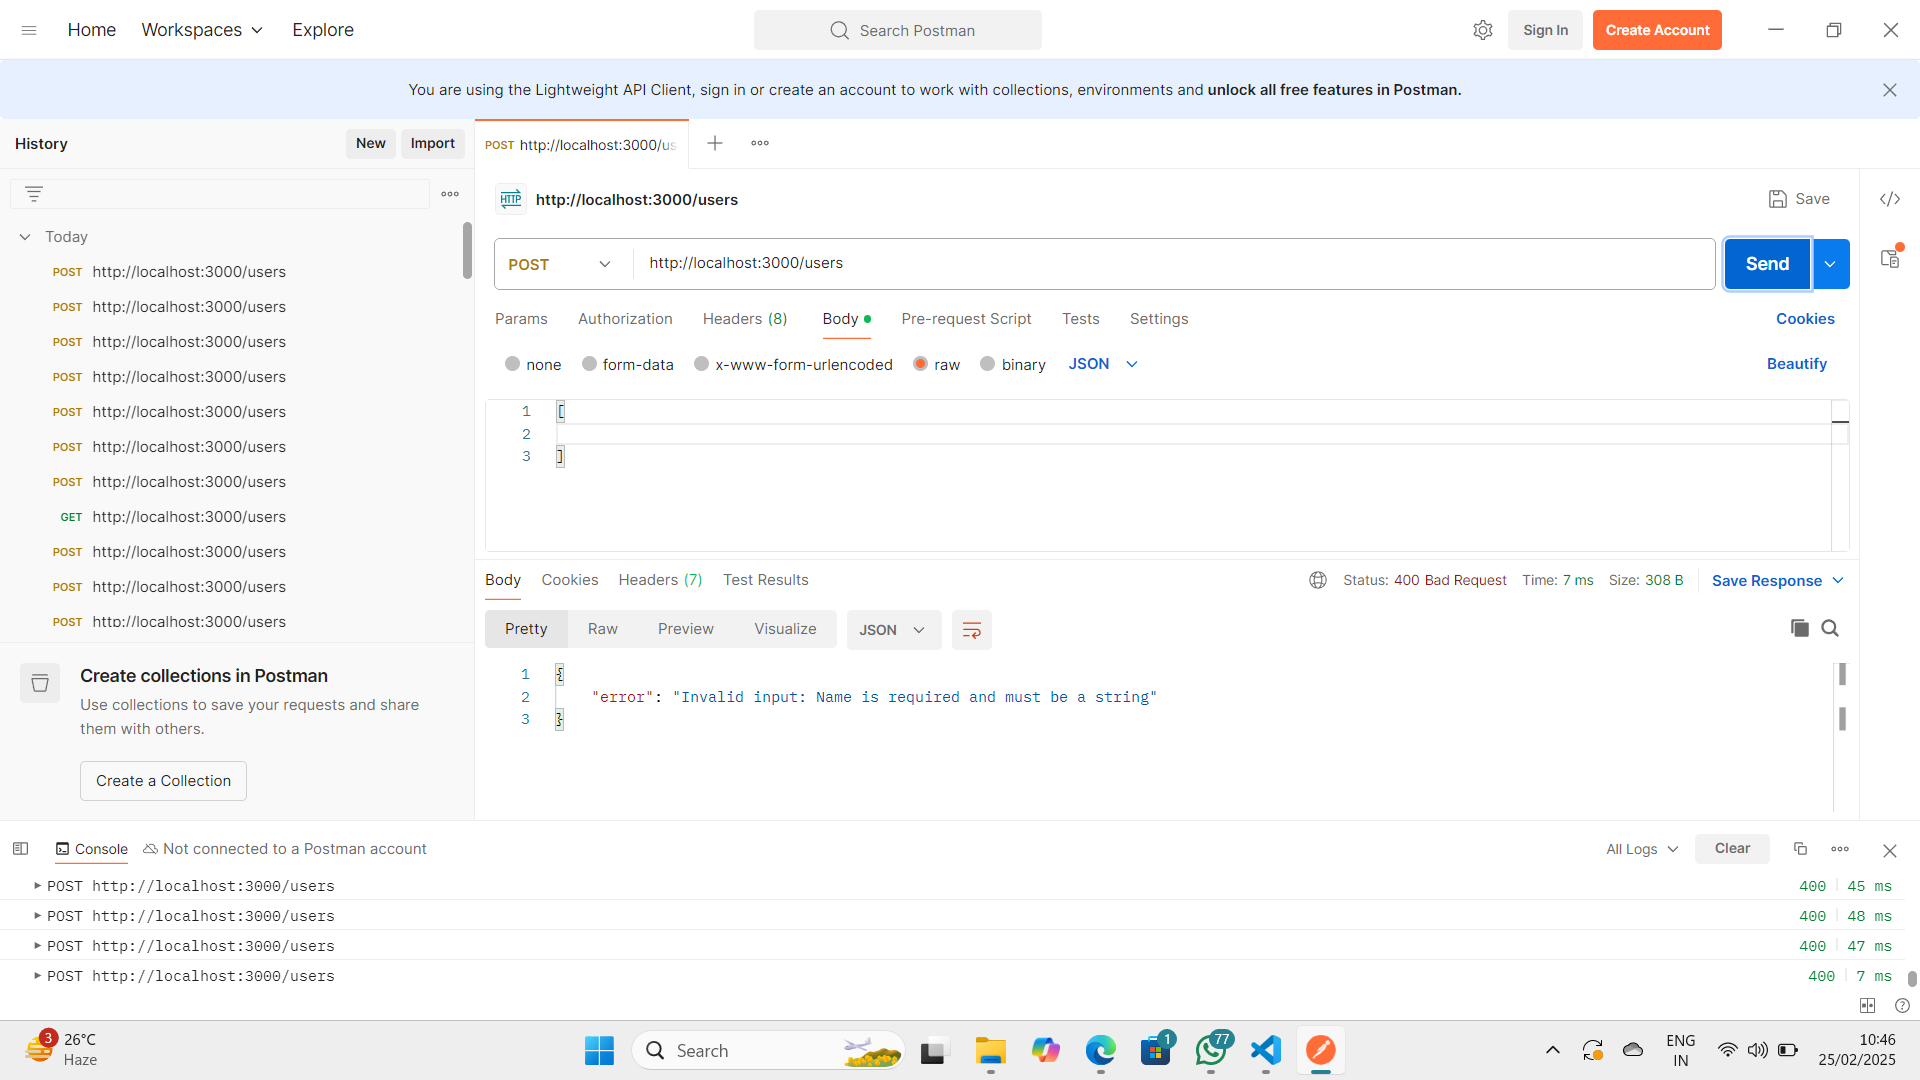 Home Workspaces Explore
Search Postman
Sign In Create Account
You are using the Lightweight API Client, sign in or create an account to work with collections, environments and unlock all free features in Postman.
History New Import
POST http://localhost:3000/us
http://localhost:3000/users
Save
Today
POST http://localhost:3000/users
POST http://localhost:3000/users
POST http://localhost:3000/users
POST http://localhost:3000/users
POST http://localhost:3000/users
POST http://localhost:3000/users
POST http://localhost:3000/users
GET http://localhost:3000/users
POST http://localhost:3000/users
POST http://localhost:3000/users
POST http://localhost:3000/users
Create collections in Postman
Use collections to save your requests and share
them with others.
Create a Collection
HTTP
POST http://localhost:3000/users Send
Params Authorization Headers (8) Body Pre-request Script Tests Settings Cookies
none form-data x-www-form-urlencoded raw binary JSON Beautify
1 [
2
3 ]
Body Cookies Headers (7) Test Results Status: 400 Bad Request Time: 7 ms Size: 308 B Save Response
Pretty Raw Preview Visualize JSON
1 {
2 "error": "Invalid input: Name is required and must be a string"
3 }
Console Not connected to a Postman account All Logs Clear
POST http://localhost:3000/users 400 45 ms
POST http://localhost:3000/users 400 48 ms
POST http://localhost:3000/users 400 47 ms
POST http://localhost:3000/users 400 7 ms
3 26°C
Haze
Search
1
77
ENG
IN
10:46
25/02/2025